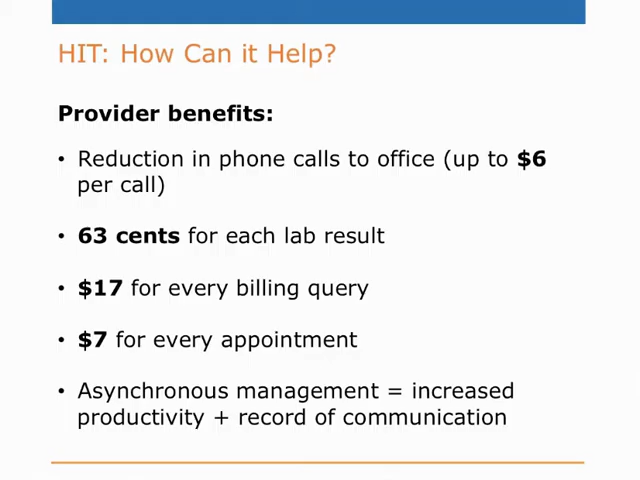 HIT: How Can it Help?
Provider benefits:
• Reduction in phone calls to office (up to $6
per call)
• 63 cents for each lab result
• $17 for every billing query
• $7 for every appointment
• Asynchronous management = increased
productivity + record of communication